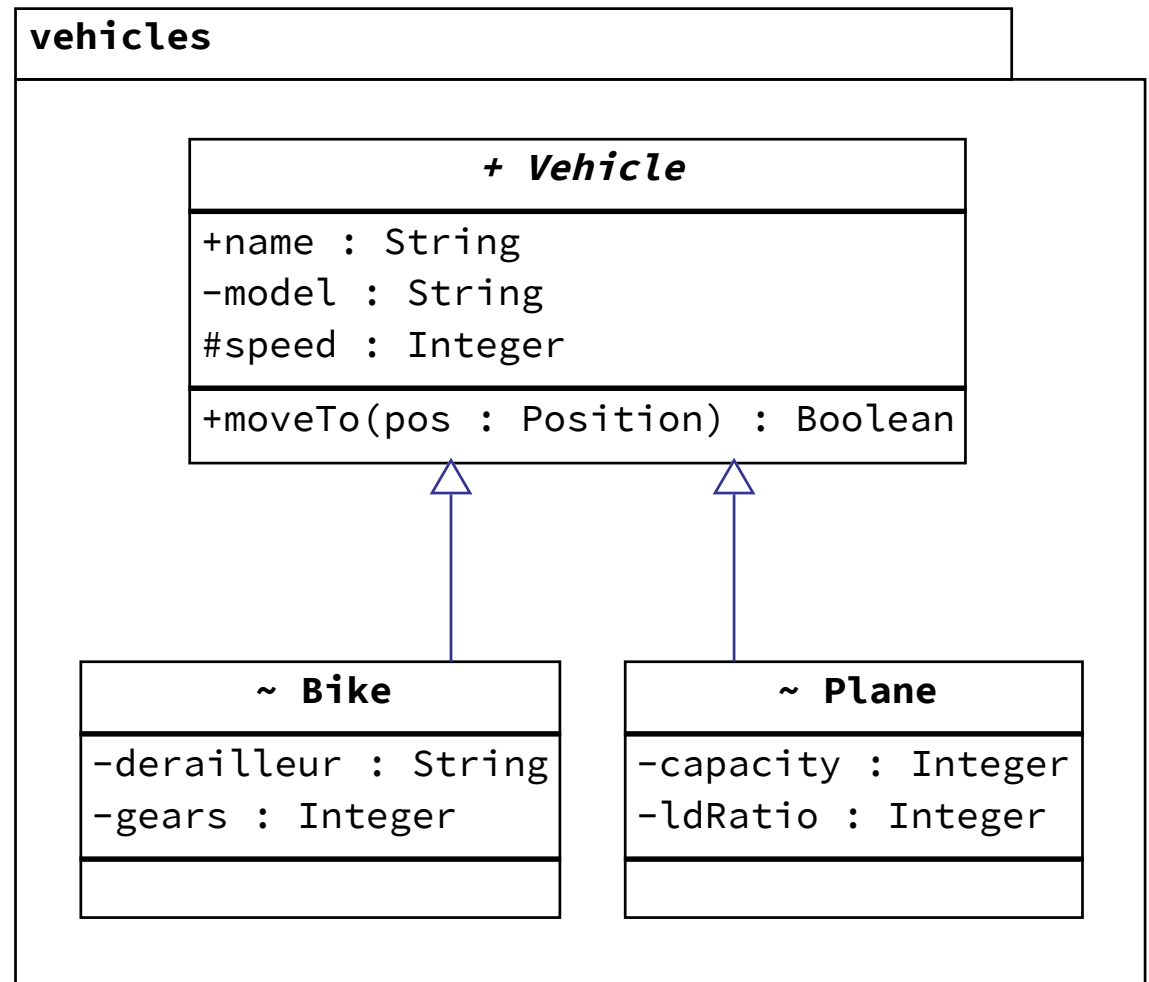 vehicles
+ Vehicle
+name : String
-model : String
#speed : Integer
+moveTo(pos : Position) : Boolean
~ Bike
-derailleur : String
-gears : Integer
~ Plane
-capacity : Integer
-ldRatio : Integer